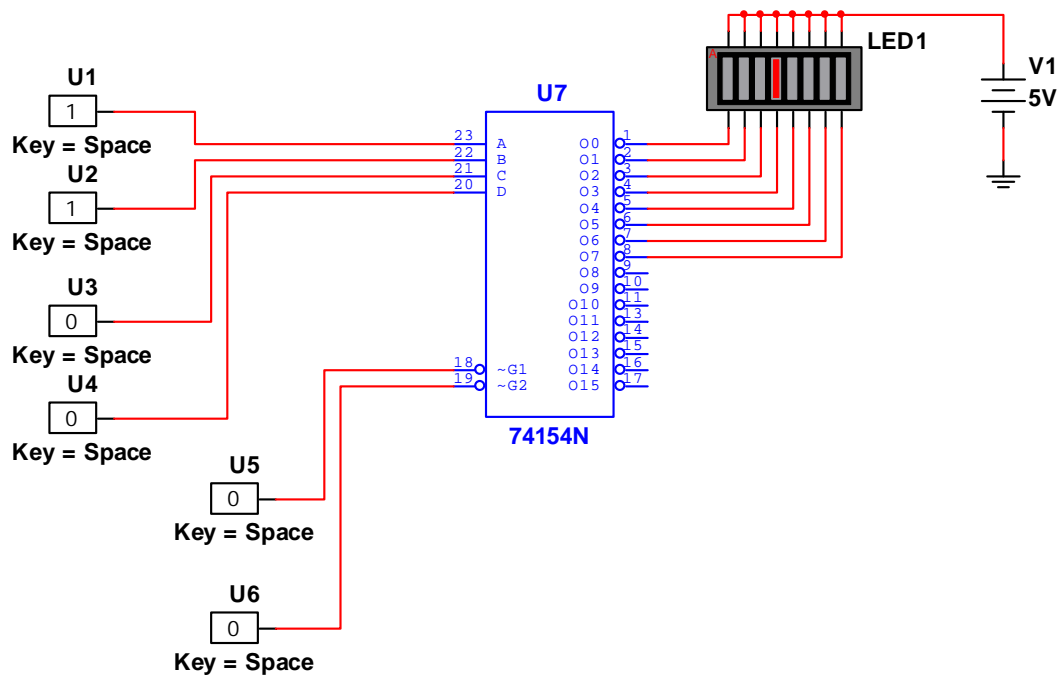 LED1
A
V1
5V
U1
1
Key = Space
U2
1
Key = Space
U3
0
Key = Space
U4
0
Key = Space
U5
0
Key = Space
U6
0
Key = Space
U7
23 A O0 1
22 B O1 2
21 C O2 3
20 D O3 4
O4 5
O5 6
O6 7
O7 8
O8 9
O9 10
O10 11
O11 13
O12 14
O13 15
18 ~G1 O14 16
19 ~G2 O15 17
74154N